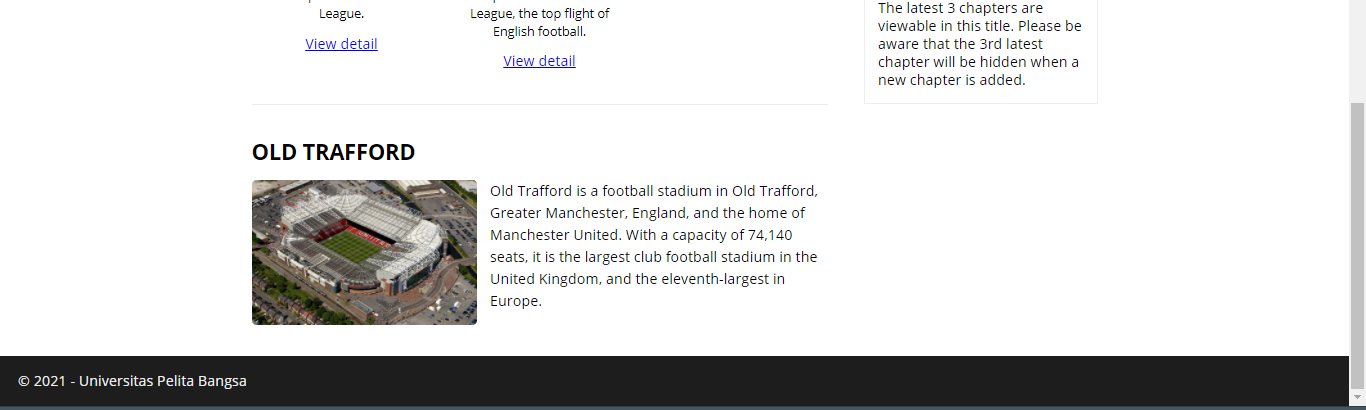 League.
View detail
League, the top flight of
English football.
View detail
The latest 3 chapters are
viewable in this title. Please be
aware that the 3rd latest
chapter will be hidden when a
new chapter is added.
OLD TRAFFORD
Old Trafford is a football stadium in Old Trafford,
Greater Manchester, England, and the home of
Manchester United. With a capacity of 74,140
seats, it is the largest club football stadium in the
United Kingdom, and the eleventh-largest in
Europe.
© 2021 - Universitas Pelita Bangsa